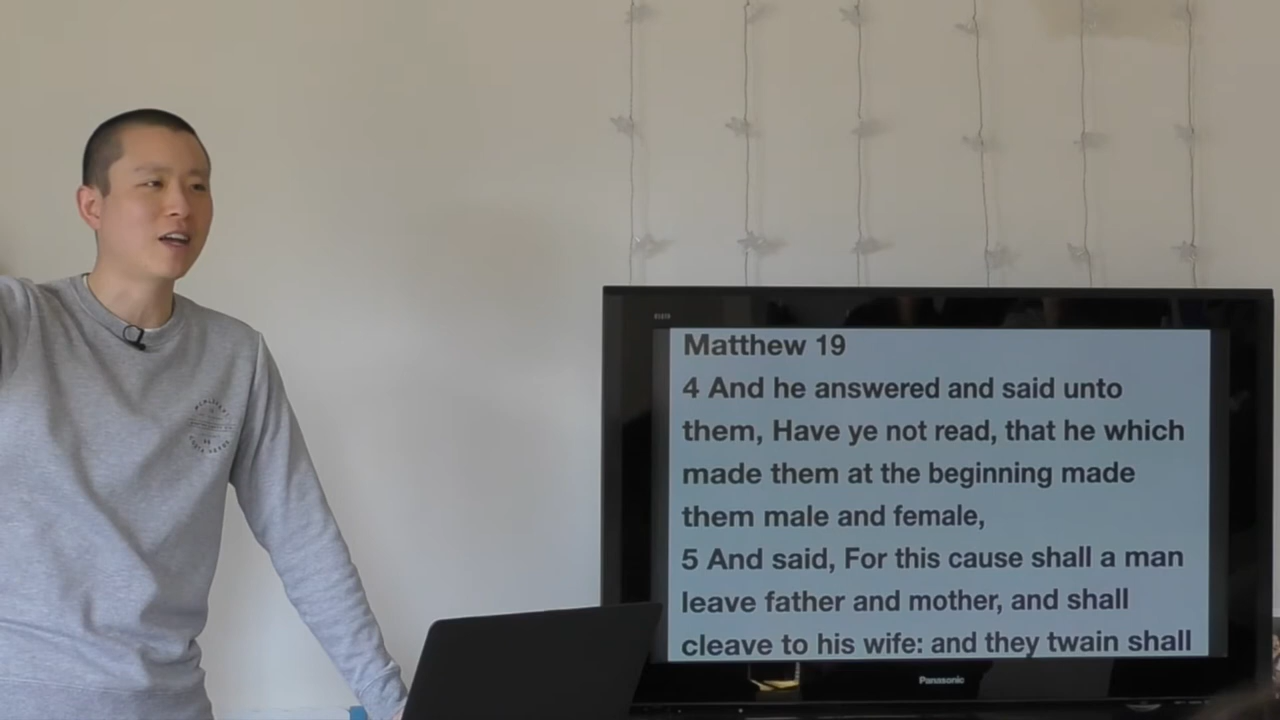 Matthew 19
4 And he answered and said unto
them, Have ye not read, that he which
made them at the beginning made
them male and female,
5 And said, For this cause shall a man
leave father and mother, and shall
cleave to his wife: and they twain shall
Panasonic